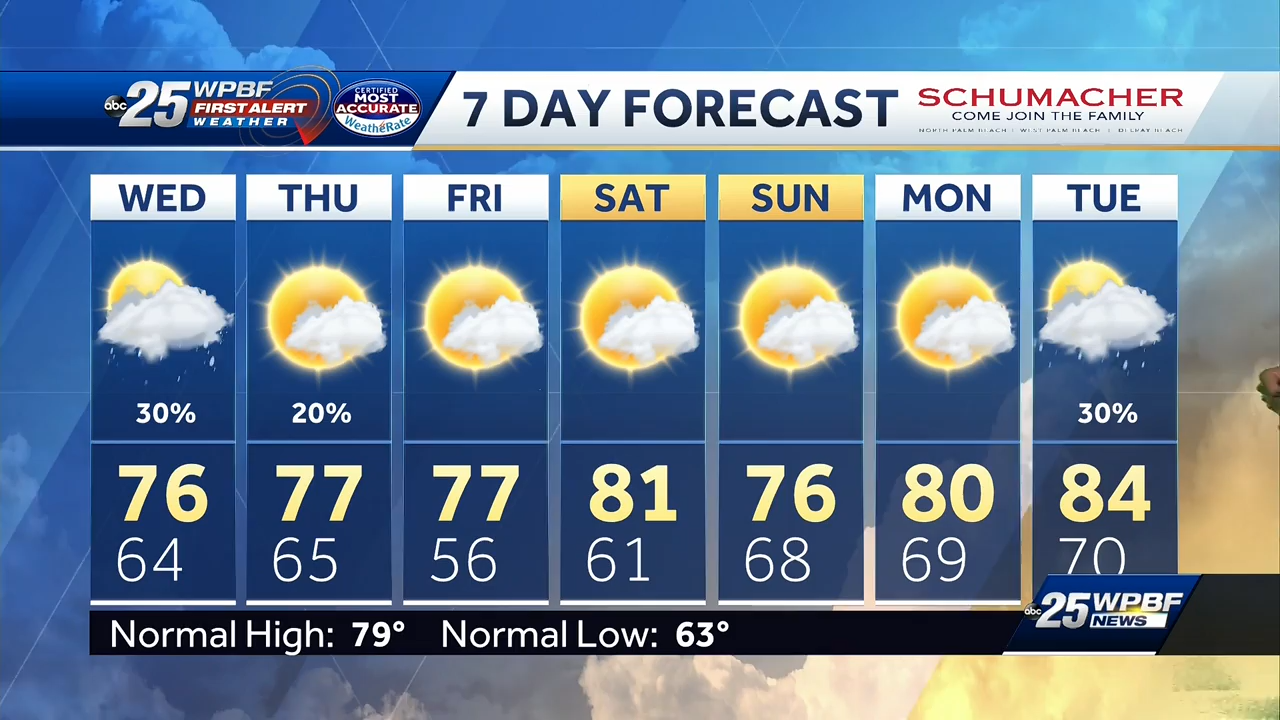 abc 25 WPBF
FIRST ALERT
WEATHER
CERTIFIED
MOST
ACCURATE
WeatheRate
7 DAY FORECAST
SCHUMACHER
COME JOIN THE FAMILY
NORTH PALM BEACH | WEST PALM BEACH | DELRAY BEACH
WED THU FRI SAT SUN MON TUE
30% 20% 30%
76 77 77 81 76 80 84
64 65 56 61 68 69 70
Normal High: 79° Normal Low: 63°
abc 25 WPBF
NEWS